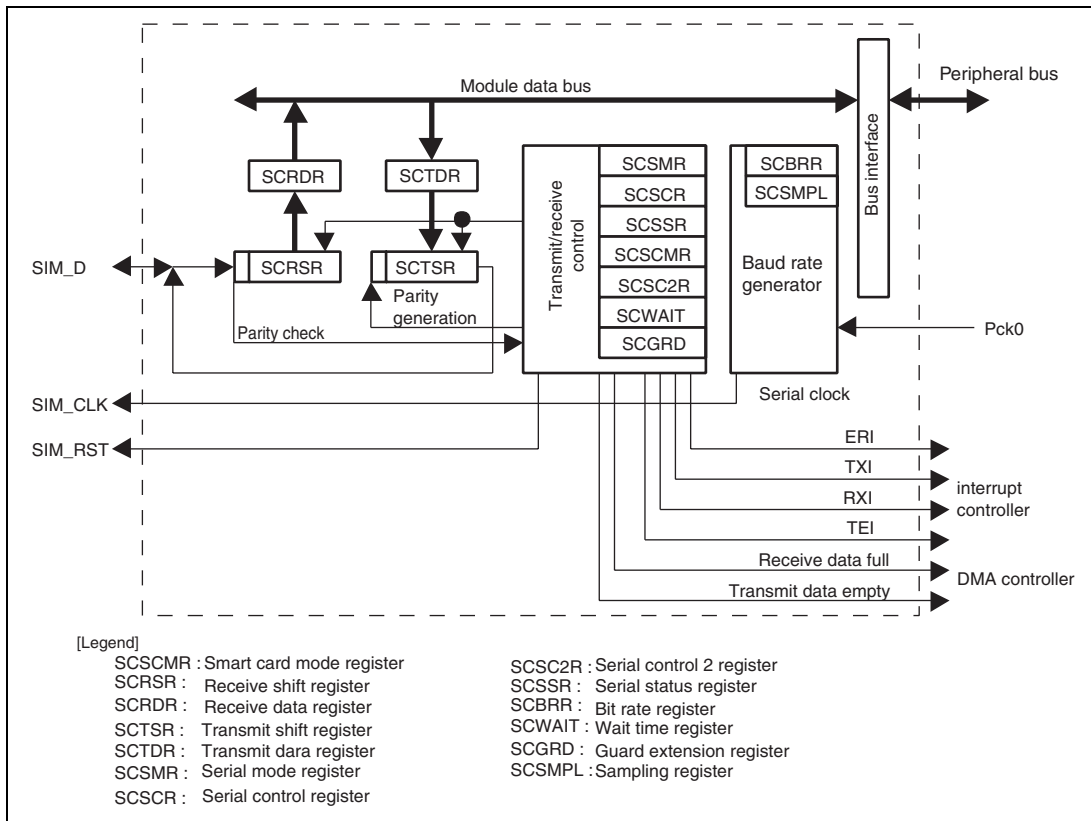 Module data bus
Peripheral bus
Bus interface
SCRDR
SCTDR
SCRSR
SCTSR
Transmit/receive
control
SCSMR
SCSCR
SCSSR
SCSCMR
SCSC2R
SCWAIT
SCGRD
SCBRR
SCSMPL
Baud rate
generator
SIM_D
Parity
generation
Parity check
Pck0
SIM_CLK
Serial clock
SIM_RST
ERI
TXI
RXI
TEI
interrupt
controller
Receive data full
Transmit data empty
DMA controller
[Legend]
SCSCMR : Smart card mode register
SCRSR : Receive shift register
SCRDR : Receive data register
SCTSR : Transmit shift register
SCTDR : Transmit dara register
SCSMR : Serial mode register
SCSCR : Serial control register
SCSC2R : Serial control 2 register
SCSSR : Serial status register
SCBRR : Bit rate register
SCWAIT : Wait time register
SCGRD : Guard extension register
SCSMPL : Sampling register